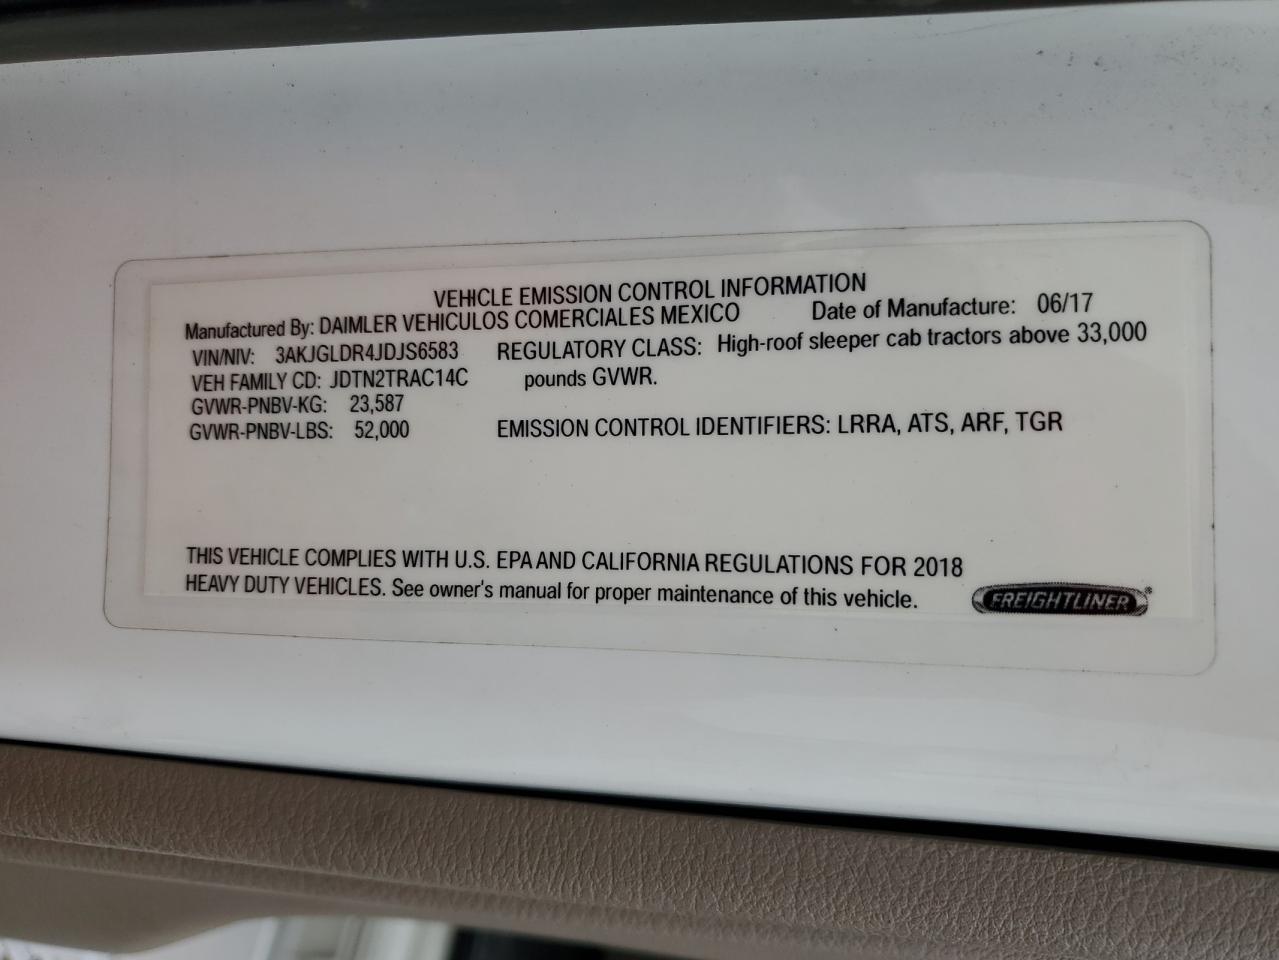 VEHICLE EMISSION CONTROL INFORMATION
Manufactured By: DAIMLER VEHICULOS COMERCIALES MEXICO Date of Manufacture: 06/17
VIN/NIV: 3AKJGLDR4JDJS6583 REGULATORY CLASS: High-roof sleeper cab tractors above 33,000
VEH FAMILY CD: JDTN2TRAC14C pounds GVWR.
GVWR-PNBV-KG: 23,587
GVWR-PNBV-LBS: 52,000 EMISSION CONTROL IDENTIFIERS: LRRA, ATS, ARF, TGR
THIS VEHICLE COMPLIES WITH U.S. EPA AND CALIFORNIA REGULATIONS FOR 2018
HEAVY DUTY VEHICLES. See owner's manual for proper maintenance of this vehicle.
FREIGHTLINER®